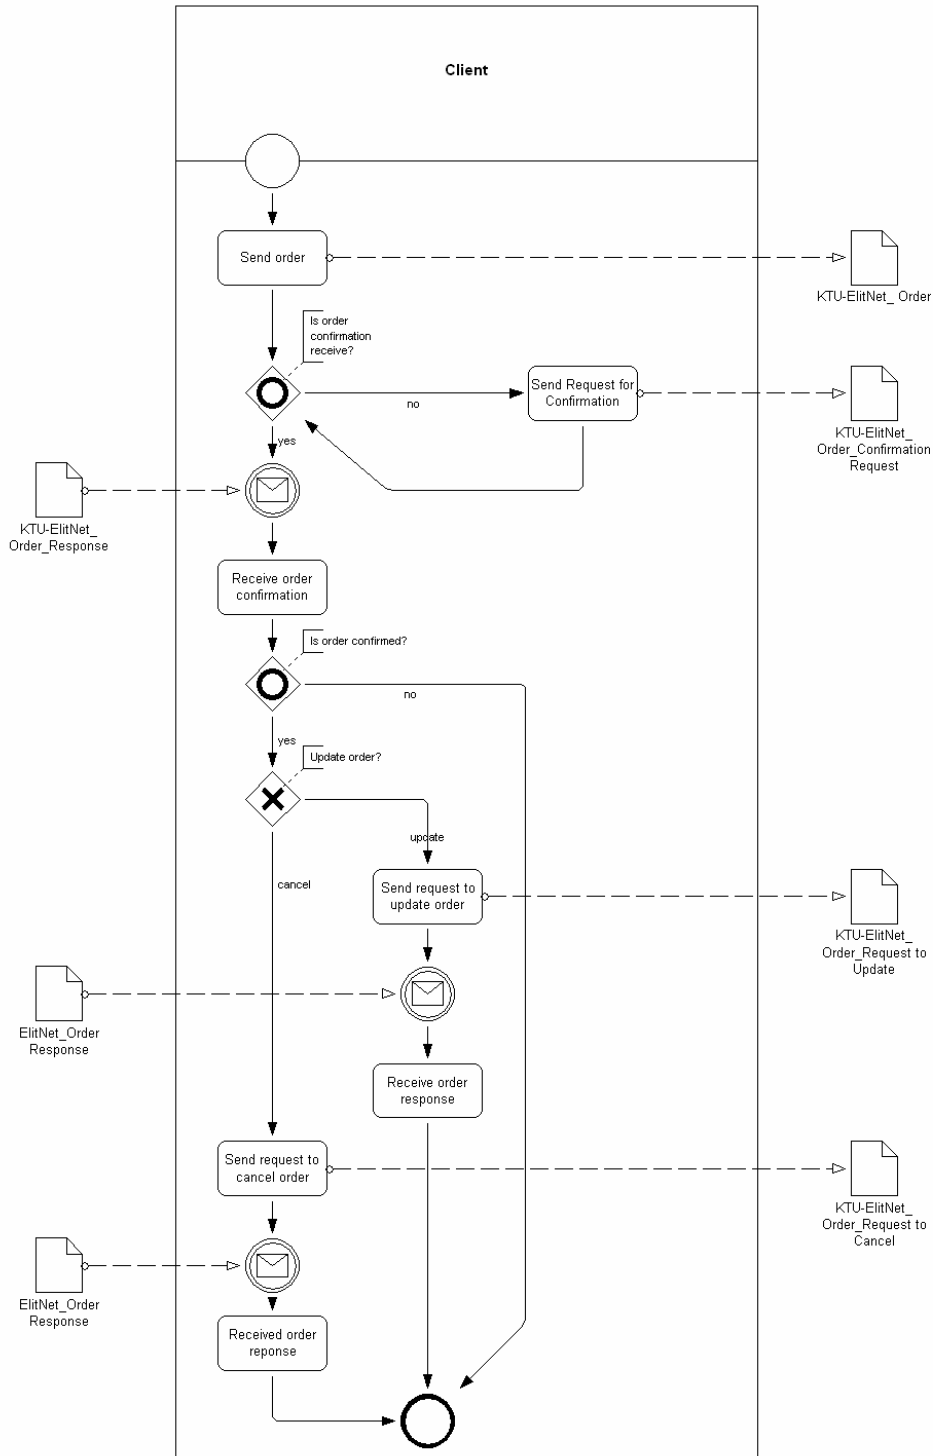 Client
Send order
KTU-ElitNet_ Order
Is order
confirmation
receive?
Send Request for
Confirmation
no
KTU-ElitNet_
Order_Confirmation
Request
yes
KTU-ElitNet_
Order_Response
Receive order
confirmation
Is order confirmed?
no
yes
Update order?
update
cancel
Send request to
update order
KTU-ElitNet_
Order_Request to
Update
ElitNet_Order
Response
Receive order
response
Send request to
cancel order
KTU-ElitNet_
Order_Request to
Cancel
ElitNet_Order
Response
Received order
reponse